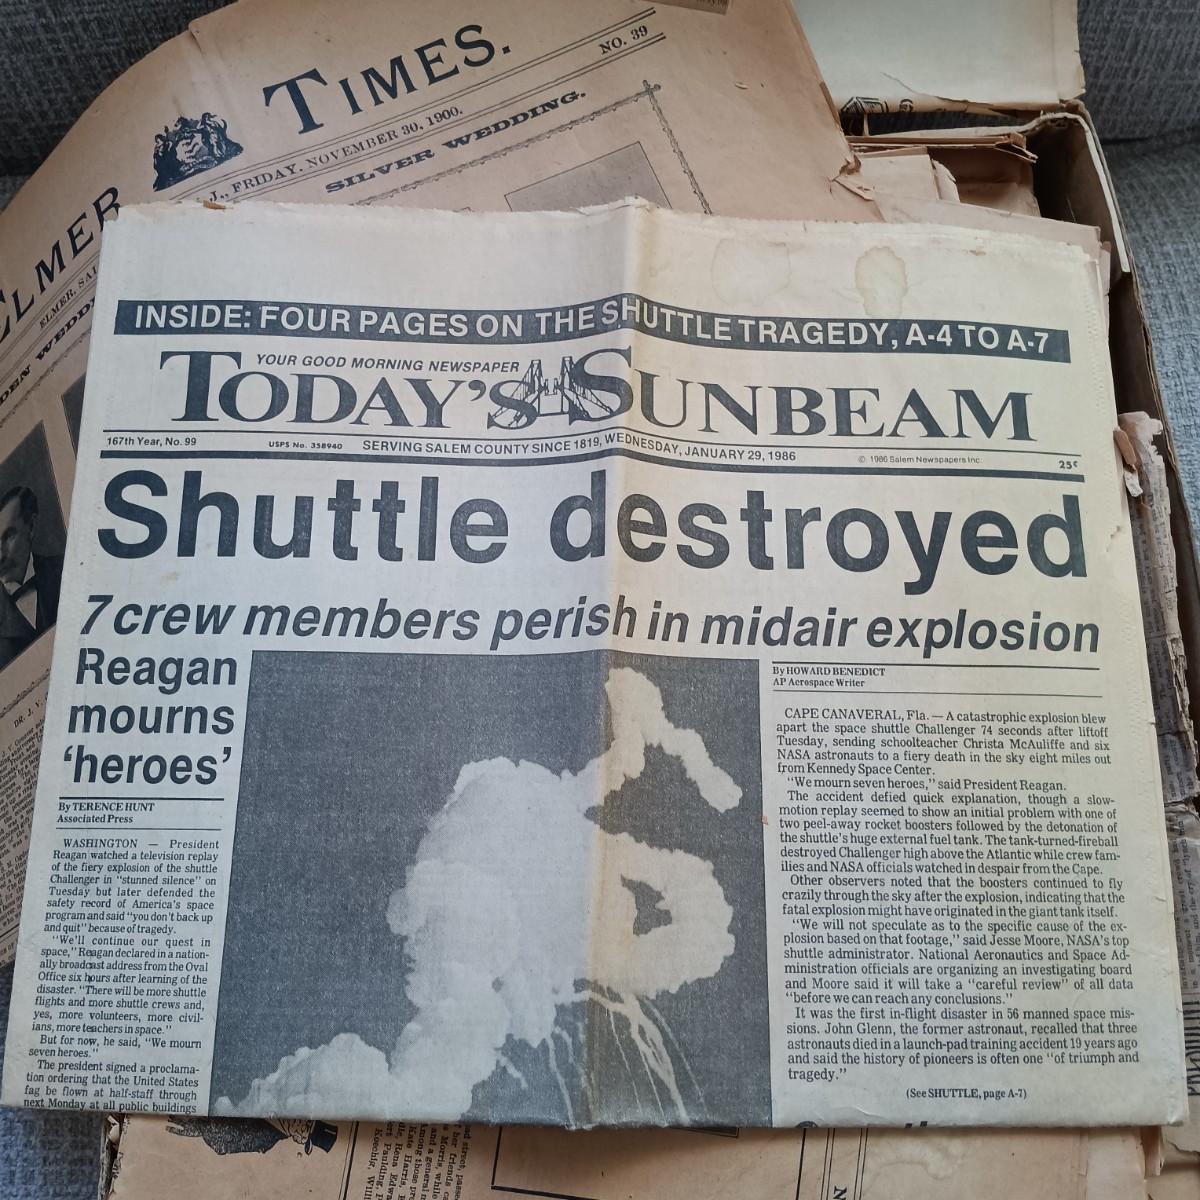 TIMES.
NO. 39
J., FRIDAY, NOVEMBER 30, 1900.
SILVER WEDDING.
ELMER
ELMER, SAL
WEDD
INSIDE: FOUR PAGES ON THE SHUTTLE TRAGEDY, A-4 TO A-7
YOUR GOOD MORNING NEWSPAPER
TODAY'S SUNBEAM
167th Year, No. 99
USPS No. 358940
SERVING SALEM COUNTY SINCE 1819, WEDNESDAY, JANUARY 29, 1986
© 1986 Salem Newspapers Inc.
25¢
Shuttle destroyed
7 crew members perish in midair explosion
Reagan
mourns
‘heroes’
By TERENCE HUNT
Associated Press
WASHINGTON — President
Reagan watched a television replay
of the fiery explosion of the shuttle
Challenger in “stunned silence” on
Tuesday but later defended the
safety record of America's space
program and said “you don't back up
and quit” because of tragedy.
“We'll continue our quest in
space,” Reagan declared in a nation-
ally broadcast address from the Oval
Office six hours after learning of the
disaster. “There will be more shuttle
flights and more shuttle crews and,
yes, more volunteers, more civil-
ians, more teachers in space.”
But for now, he said, “We mourn
seven heroes.”
The president signed a proclama-
tion ordering that the United States
fag be flown at half-staff through
next Monday at all public buildings
By HOWARD BENEDICT
AP Aerospace Writer
CAPE CANAVERAL, Fla. — A catastrophic explosion blew
apart the space shuttle Challenger 74 seconds after liftoff
Tuesday, sending schoolteacher Christa McAuliffe and six
NASA astronauts to a fiery death in the sky eight miles out
from Kennedy Space Center.
“We mourn seven heroes,” said President Reagan.
The accident defied quick explanation, though a slow-
motion replay seemed to show an initial problem with one of
two peel-away rocket boosters followed by the detonation of
the shuttle's huge external fuel tank. The tank-turned-fireball
destroyed Challenger high above the Atlantic while crew fam-
ilies and NASA officials watched in despair from the Cape.
Other observers noted that the boosters continued to fly
crazily through the sky after the explosion, indicating that the
fatal explosion might have originated in the giant tank itself.
“We will not speculate as to the specific cause of the ex-
plosion based on that footage,” said Jesse Moore, NASA's top
shuttle administrator. National Aeronautics and Space Ad-
ministration officials are organizing an investigating board
and Moore said it will take a “careful review” of all data
“before we can reach any conclusions.”
It was the first in-flight disaster in 56 manned space mis-
sions. John Glenn, the former astronaut, recalled that three
astronauts died in a launch-pad training accident 19 years ago
and said the history of pioneers is often one “of triumph and
tragedy.”
(See SHUTTLE, page A-7)